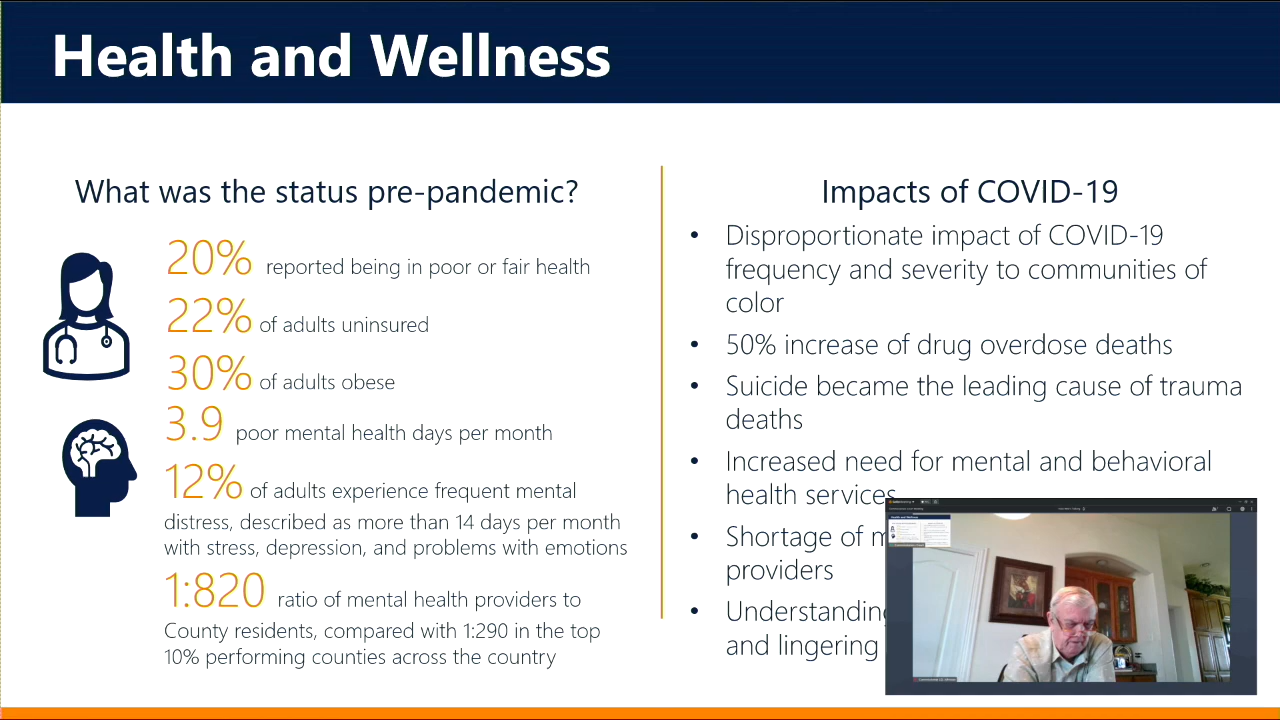 Health and Wellness
What was the status pre-pandemic?
20% reported being in poor or fair health
22% of adults uninsured
30% of adults obese
3.9 poor mental health days per month
12% of adults experience frequent mental
distress, described as more than 14 days per month
with stress, depression, and problems with emotions
1:820 ratio of mental health providers to
County residents, compared with 1:290 in the top
10% performing counties across the country
Impacts of COVID-19
• Disproportionate impact of COVID-19
frequency and severity to communities of
color
• 50% increase of drug overdose deaths
• Suicide became the leading cause of trauma
deaths
• Increased need for mental and behavioral
health services
• Shortage of
providers
• Understanding
and lingering
Health and Wellness